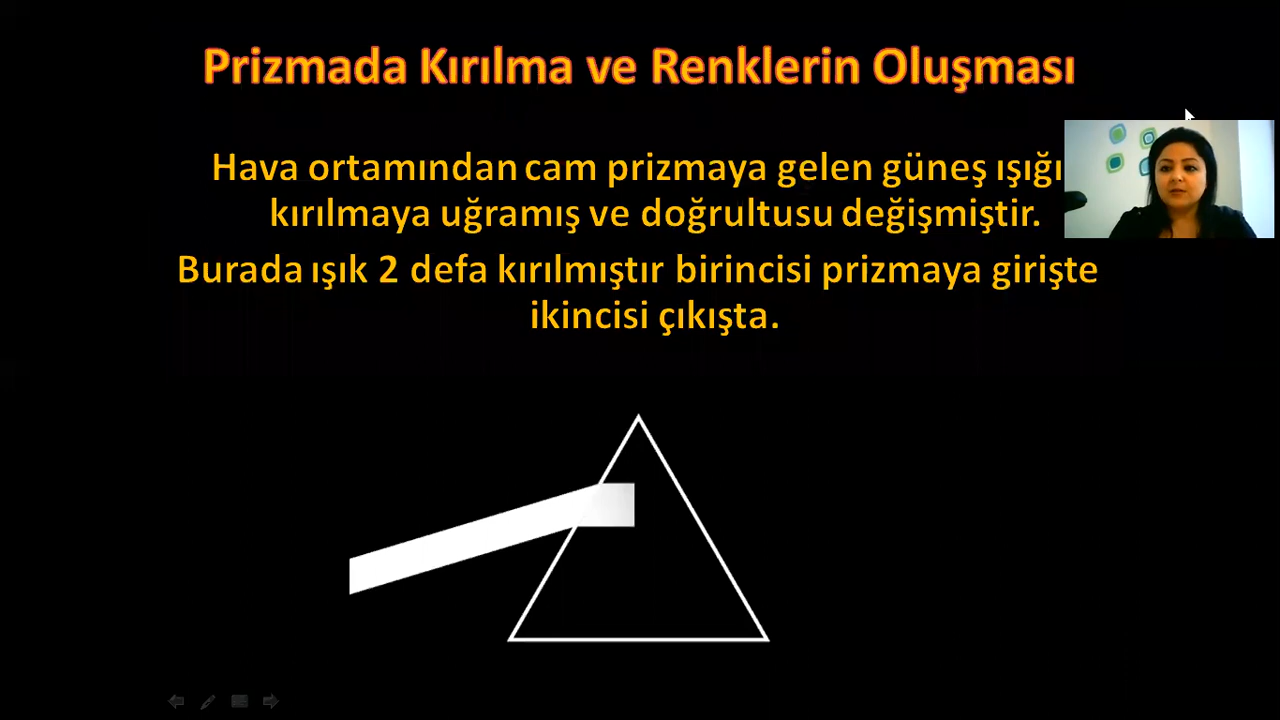 Prizmada Kırılma ve Renklerin Oluşması
Hava ortamından cam prizmaya gelen güneş ışığı
kırılmaya uğramış ve doğrultusu değişmiştir.
Burada ışık 2 defa kırılmıştır birincisi prizmaya girişte
ikincisi çıkışta.